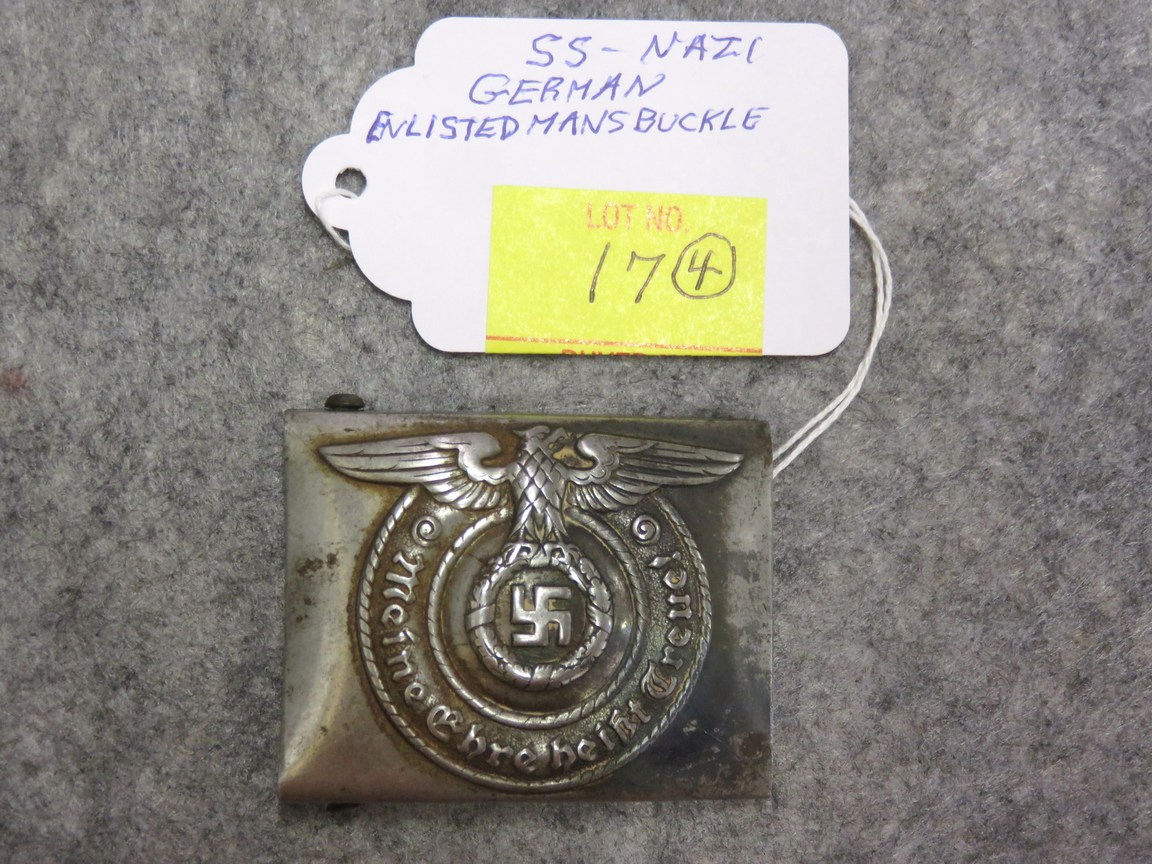 SS - NAZI
GERMAN
ENLISTED MANS BUCKLE
LOT NO.
17 4
Meine Ehre heißt Treue!